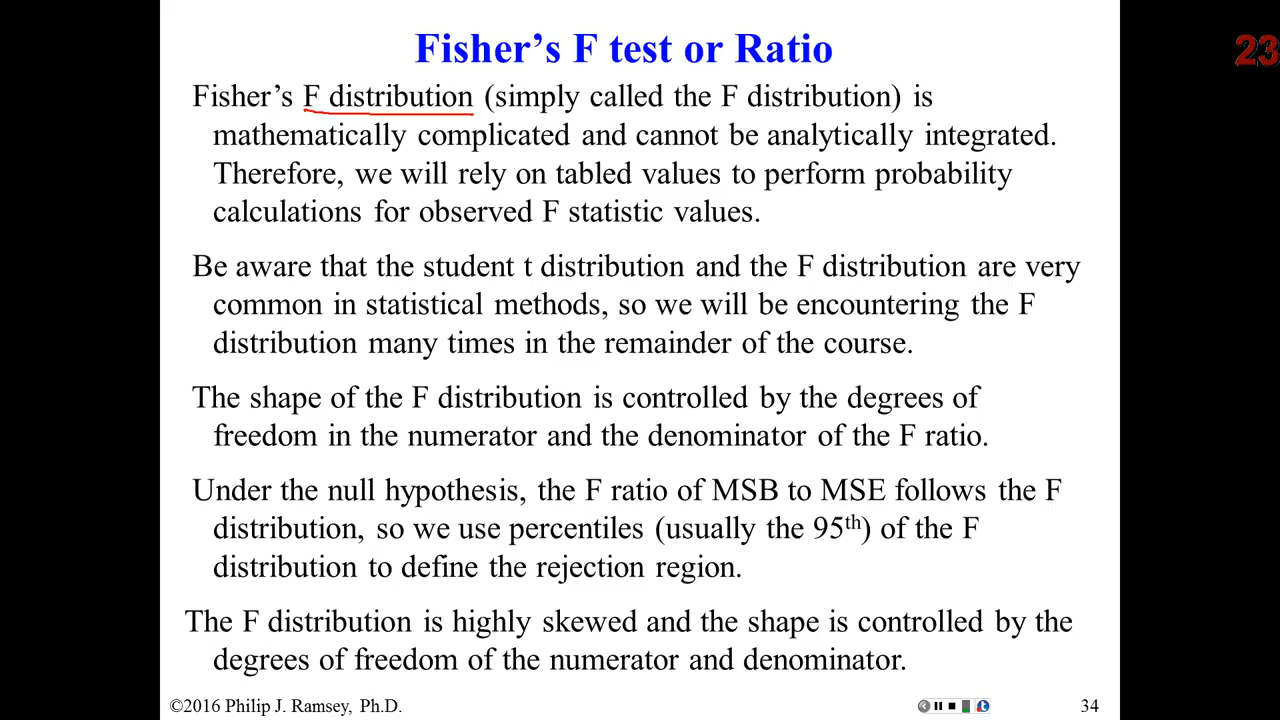 Fisher’s F test or Ratio
23
Fisher’s F distribution (simply called the F distribution) is
mathematically complicated and cannot be analytically integrated.
Therefore, we will rely on tabled values to perform probability
calculations for observed F statistic values.
Be aware that the student t distribution and the F distribution are very
common in statistical methods, so we will be encountering the F
distribution many times in the remainder of the course.
The shape of the F distribution is controlled by the degrees of
freedom in the numerator and the denominator of the F ratio.
Under the null hypothesis, the F ratio of MSB to MSE follows the F
distribution, so we use percentiles (usually the 95th) of the F
distribution to define the rejection region.
The F distribution is highly skewed and the shape is controlled by the
degrees of freedom of the numerator and denominator.
©2016 Philip J. Ramsey, Ph.D.
34